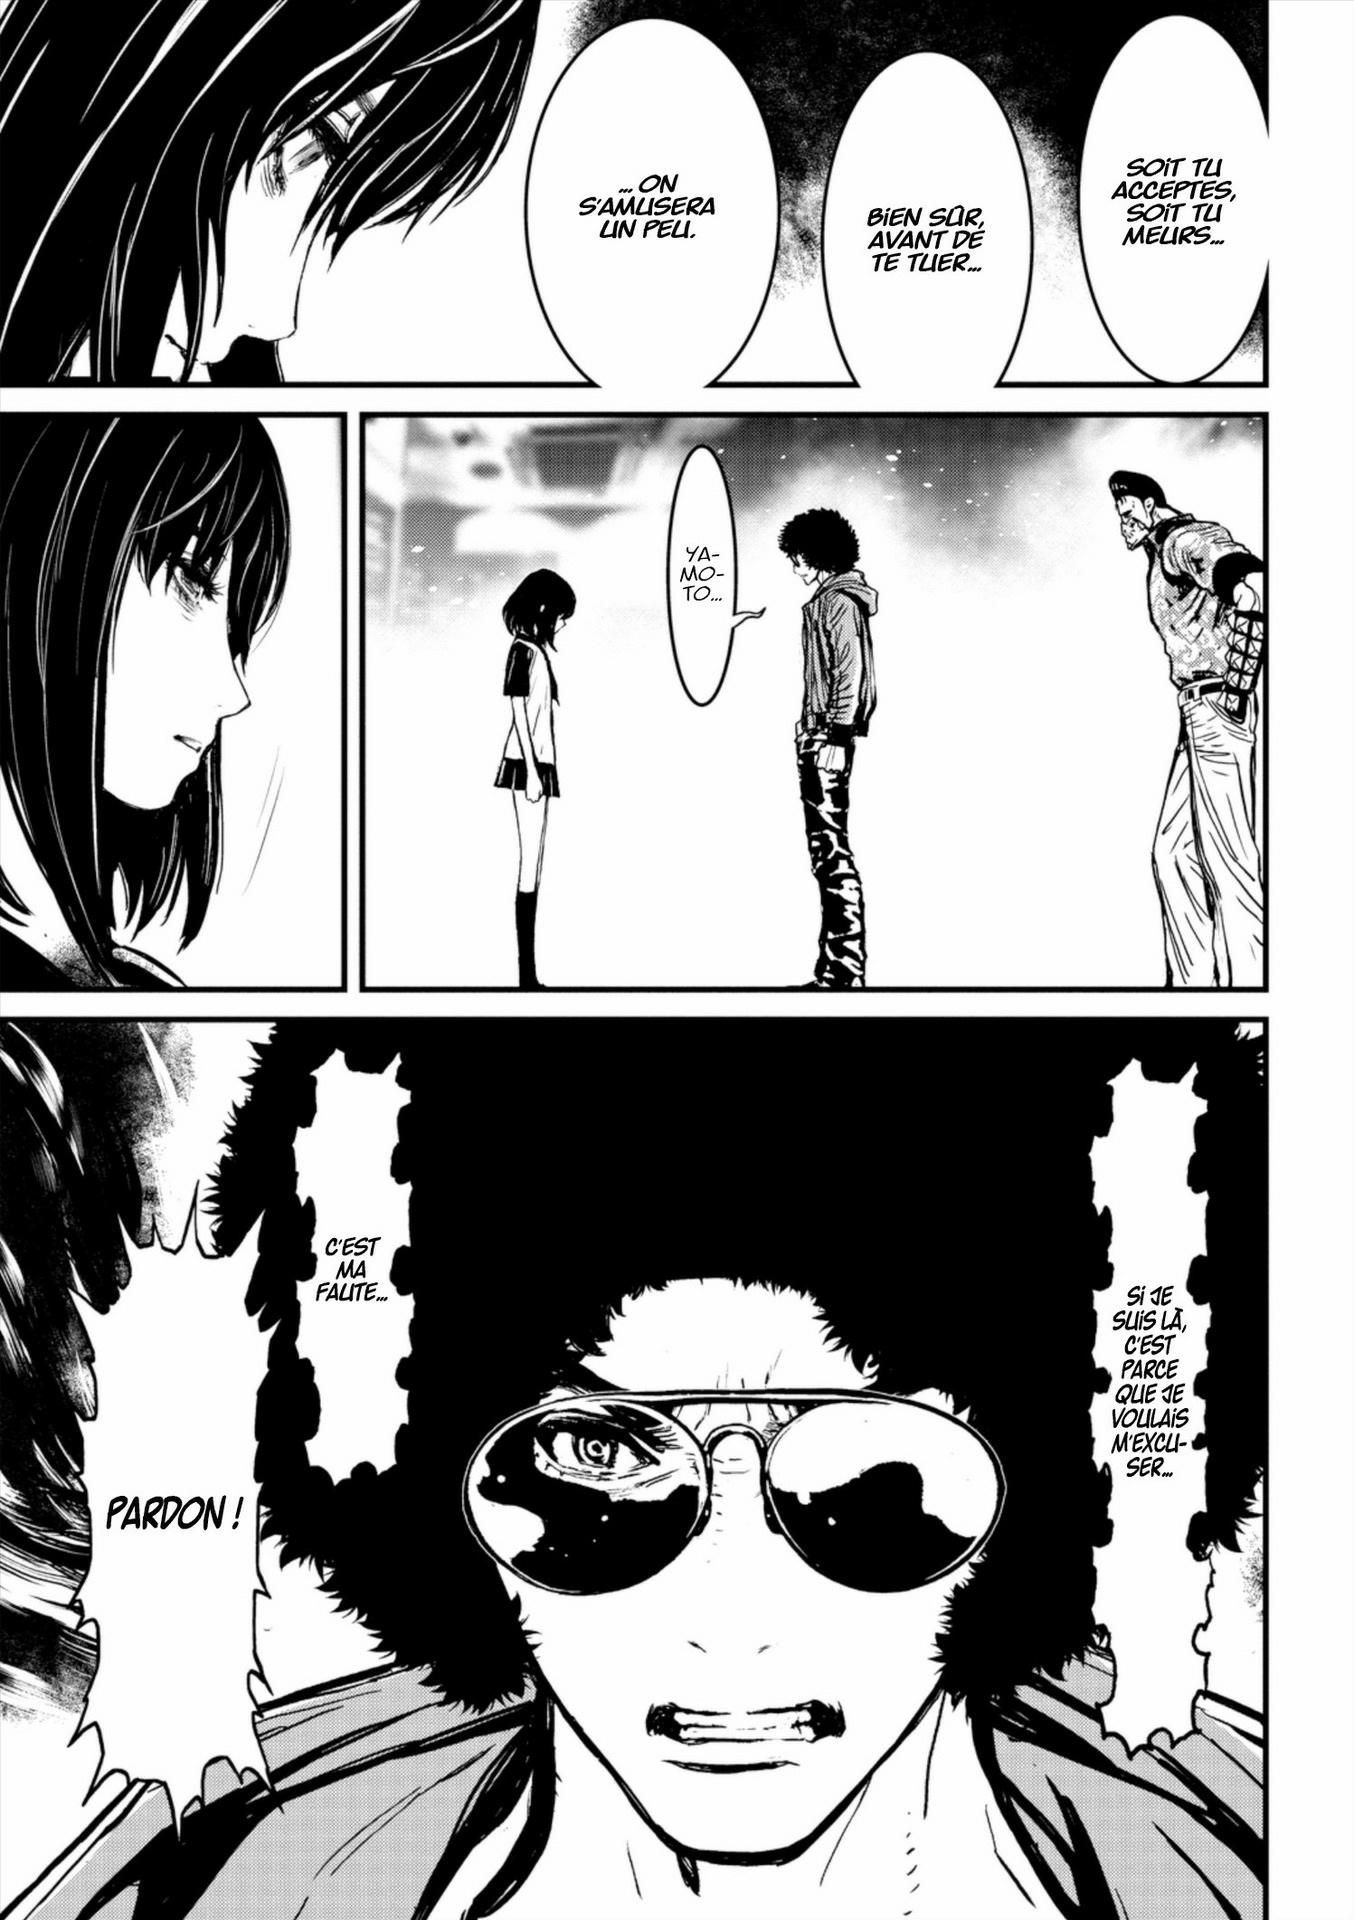 SOIT TU
ACCEPTES,
SOIT TU
MEURS...
BIEN SÛR,
AVANT DE
TE TUER...
... ON
S'AMUSERA
UN PEU.
YA-
MO-
TO...
SI JE
SUIS LÀ,
C'EST
PARCE
QUE JE
VOULAIS
M'EXCU-
SER...
C'EST
MA
FAUTE...
PARDON !